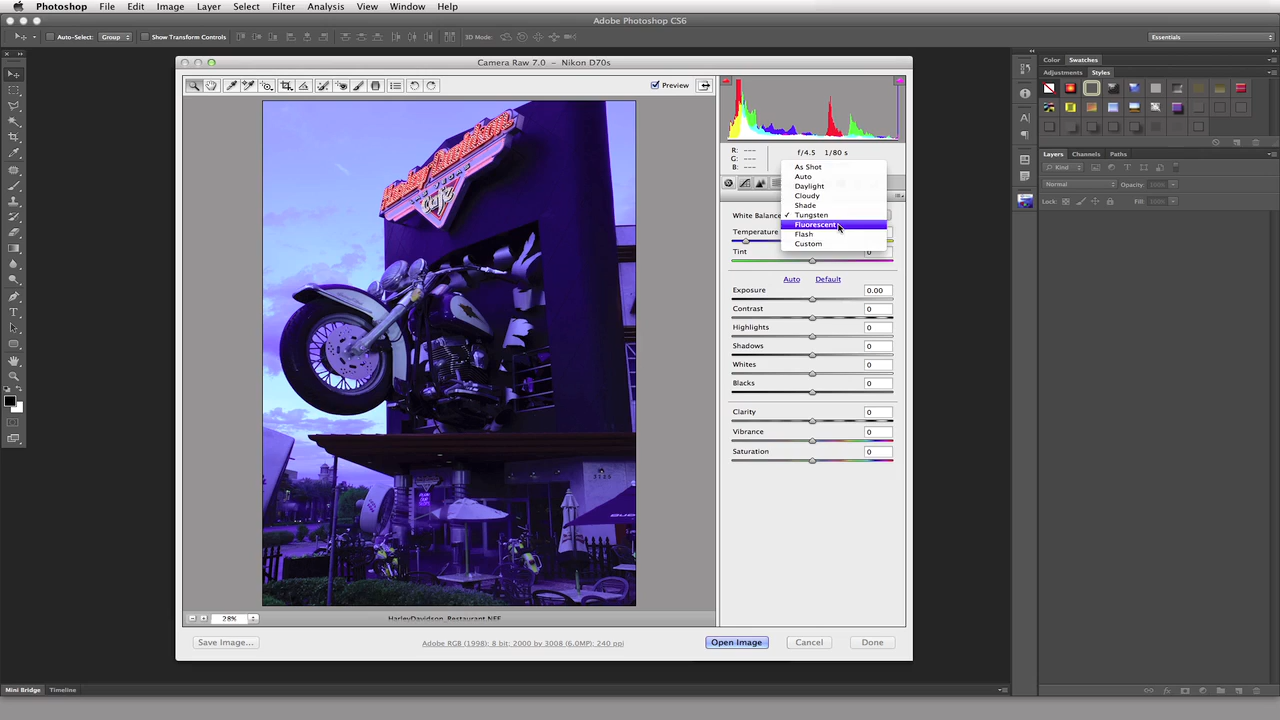 Photoshop File Edit Image Layer Select Filter Analysis View Window Help
Adobe Photoshop CS6
Auto-Select: Group Show Transform Controls 3D Mode: Essentials
Camera Raw 7.0 – Nikon D70s
Preview
R: ---
G: ---
B: ---
f/4.5 1/80 s
As Shot
Auto
Daylight
Cloudy
Shade
White Balance ✓ Tungsten
Fluorescent
Temperature
Flash
Custom
Tint 0
Auto Default
Exposure 0.00
Contrast 0
Highlights 0
Shadows 0
Whites 0
Blacks 0
Clarity 0
Vibrance 0
Saturation 0
cafe
3725
28%
HarleyDavidson_Restaurant.NEF
Save Image...
Adobe RGB (1998); 8 bit; 2000 by 3008 (6.0MP); 240 ppi
Open Image Cancel Done
Color Swatches
Adjustments Styles
Layers Channels Paths
Kind
Normal Opacity: 100%
Lock: Fill: 100%
Mini Bridge Timeline